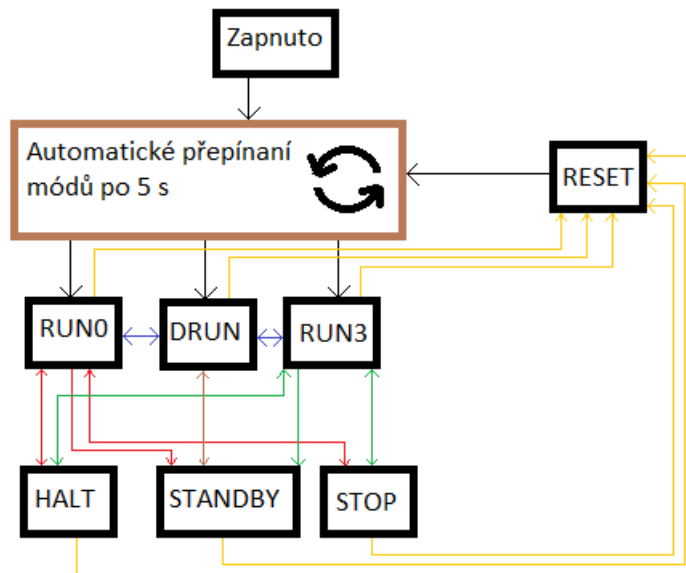 Zapnuto
Automatické přepínaní
módů po 5 s
RESET
RUN0
DRUN
RUN3
HALT
STANDBY
STOP